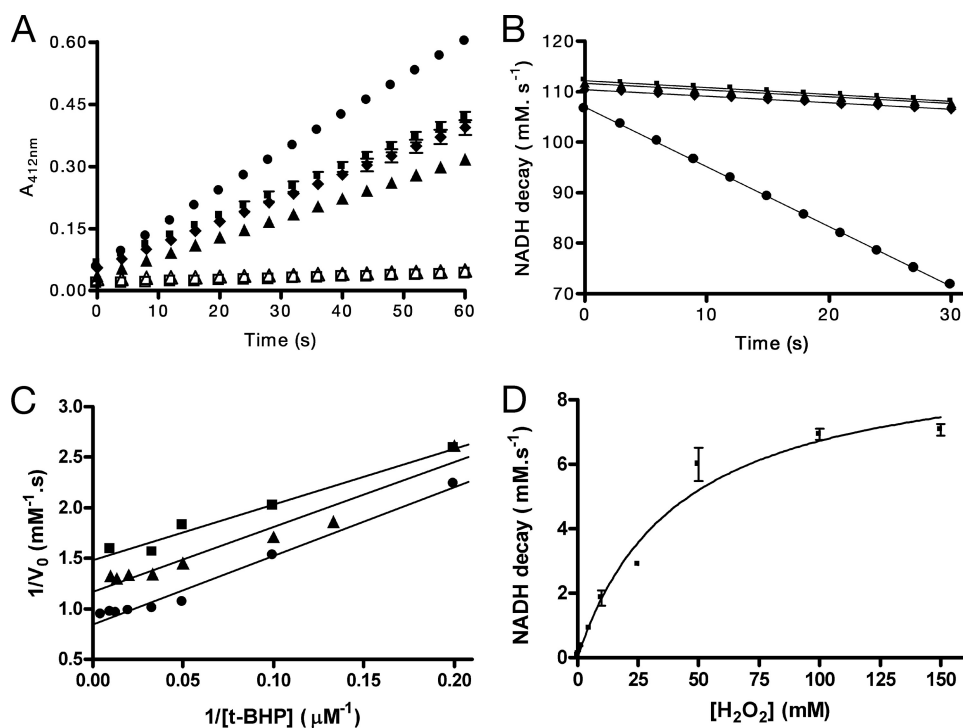 A
A412nm
0.60
0.45
0.30
0.15
0.00
0 10 20 30 40 50 60
Time (s)
B
NADH decay ( mM. s-1)
120
110
100
90
80
70
0 10 20 30
Time (s)
C
1/V0 (mM-1.s)
3.0
2.5
2.0
1.5
1.0
0.5
0.00 0.05 0.10 0.15 0.20
1/[t-BHP] ( μM-1)
D
NADH decay ( mM.s-1)
8
6
4
2
0
0 25 50 75 100 125 150
[H2O2] (mM)